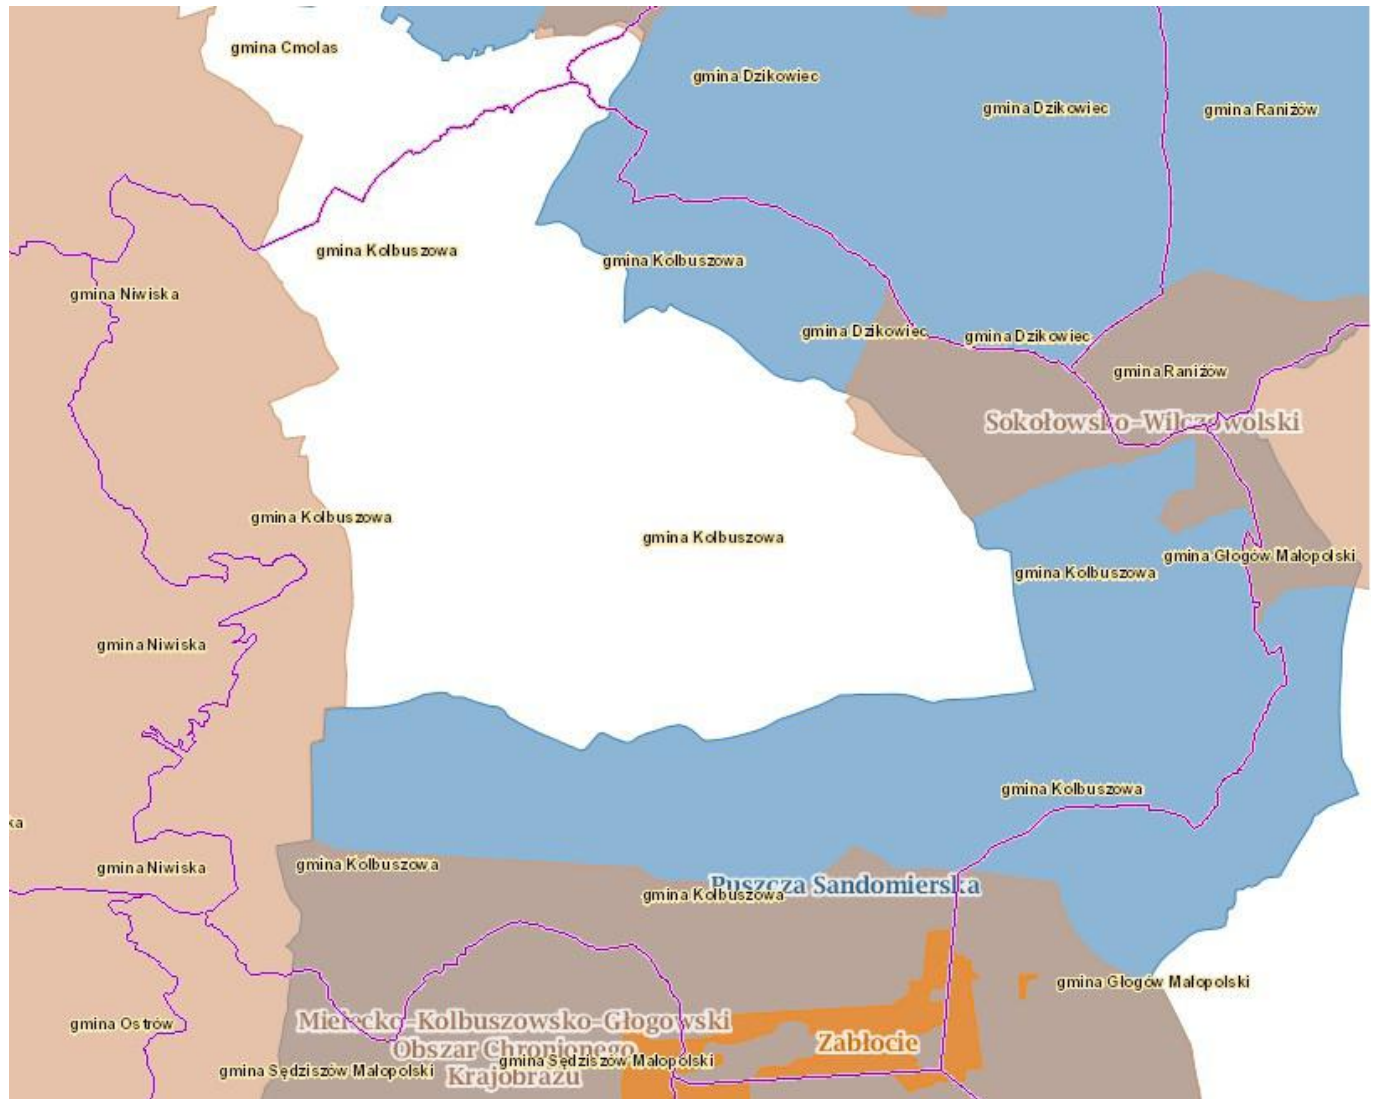 gmina Cmolas
gmina Dzikowiec
gmina Dzikowiec
gmina Raniżów
gmina Kolbuszowa
gmina Kolbuszowa
gmina Niwiska
gmina Dzikowiec
gmina Dzikowiec
gmina Raniżów
Sokołowsko-Wilczowolski
gmina Kolbuszowa
gmina Kolbuszowa
gmina Głogów Małopolski
gmina Kolbuszowa
gmina Niwiska
gmina Kolbuszowa
ka
gmina Niwiska
gmina Kolbuszowa
Puszcza Sandomierska
gmina Kolbuszowa
gmina Głogów Małopolski
gmina Ostrów
Mielecko-Kolbuszowsko-Głogowski
Obszar Chronionego
Krajobrazu
Zabłocie
gmina Sędziszów Małopolski
gmina Sędziszów Małopolski